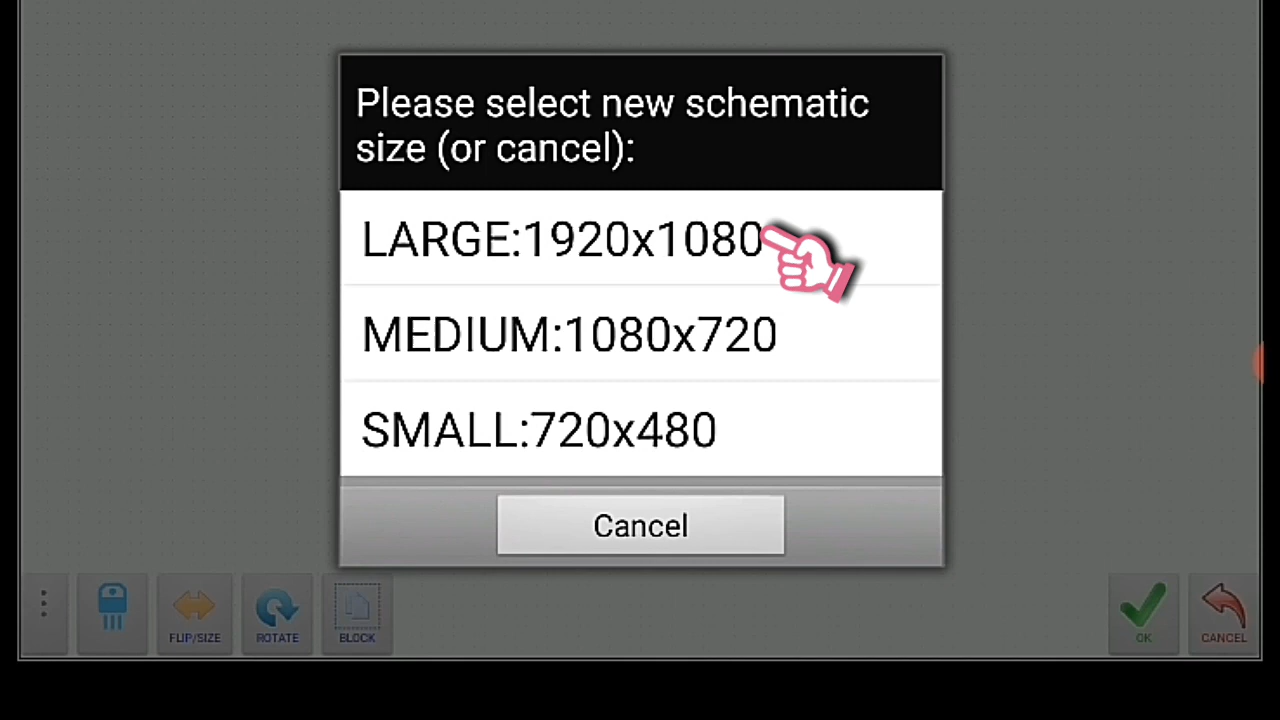 Please select new schematic
size (or cancel):
LARGE:1920x1080
MEDIUM:1080x720
SMALL:720x480
Cancel
FLIP/SIZE
ROTATE
BLOCK
OK
CANCEL